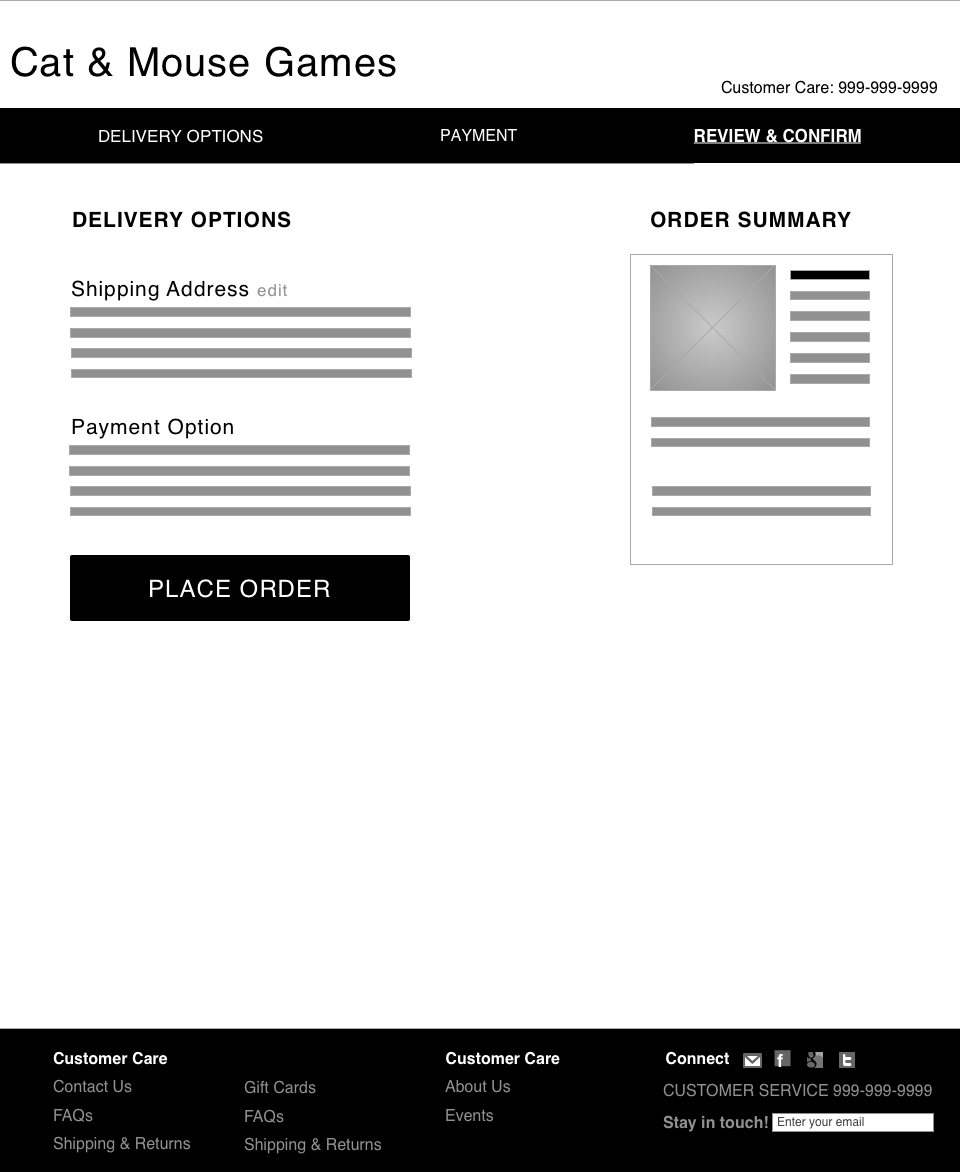 Cat & Mouse Games
Customer Care: 999-999-9999
DELIVERY OPTIONS
PAYMENT
REVIEW & CONFIRM
DELIVERY OPTIONS
Shipping Address edit
Payment Option
PLACE ORDER
ORDER SUMMARY
Customer Care
Contact Us
FAQs
Shipping & Returns
Gift Cards
FAQs
Shipping & Returns
Customer Care
About Us
Events
Connect
CUSTOMER SERVICE 999-999-9999
Stay in touch! Enter your email